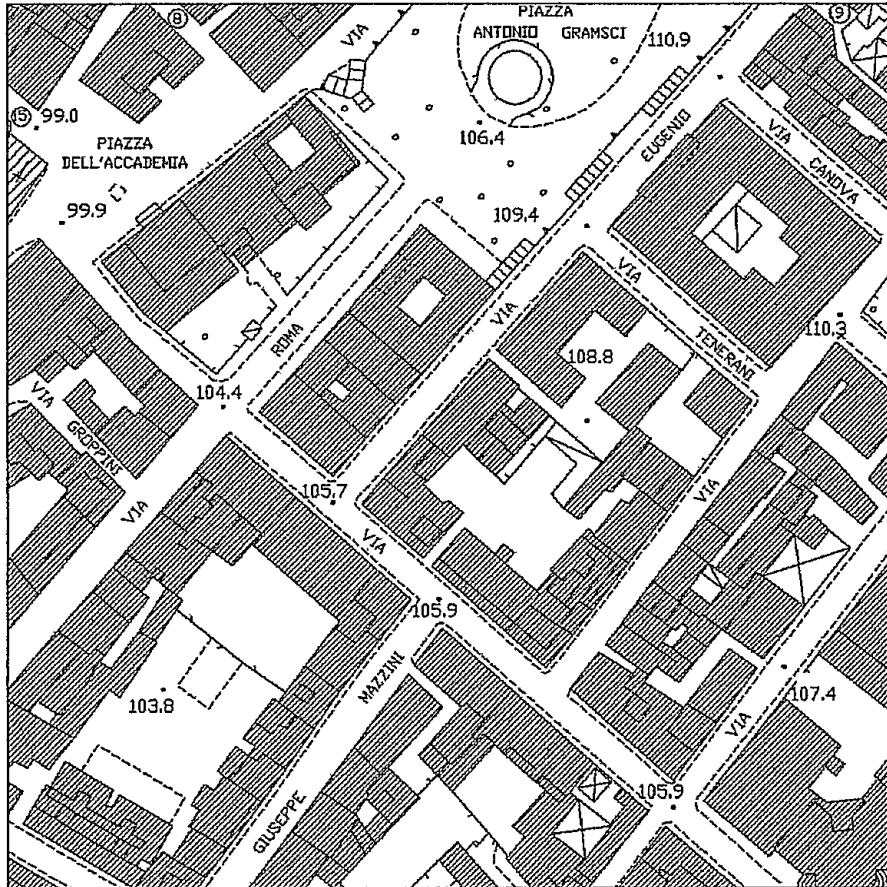 8
PIAZZA
ANTONIO GRAMSCI
9
VIA
110.9
15
99.0
PIAZZA
DELL'ACCADEMIA
106.4
EUGENIO
VIA
CANOVA
99.9
109.4
VIA
TENERANI
VIA
ROMA
110.3
108.8
104.4
VIA
GROPPINI
VIA
105.7
VIA
VIA
105.9
MAZZINI
103.8
107.4
VIA
105.9
GIUSEPPE